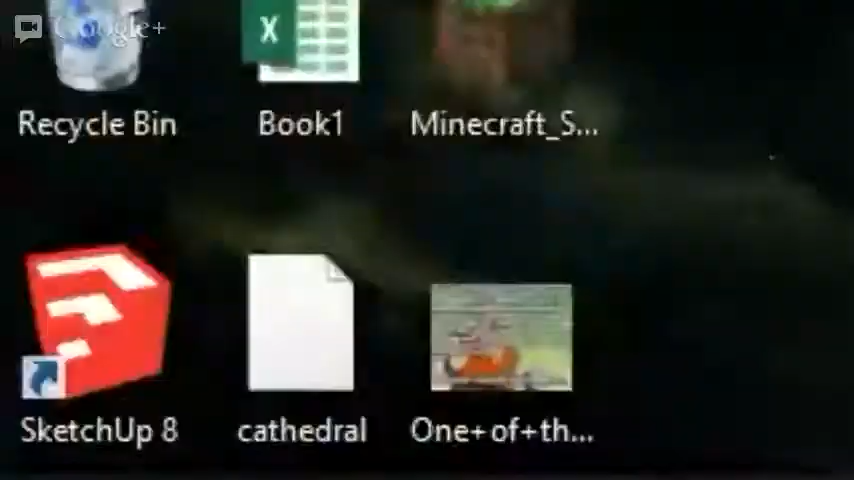 Google+
X
Recycle Bin
Book1
Minecraft_S...
SketchUp 8
cathedral
One+of+th...